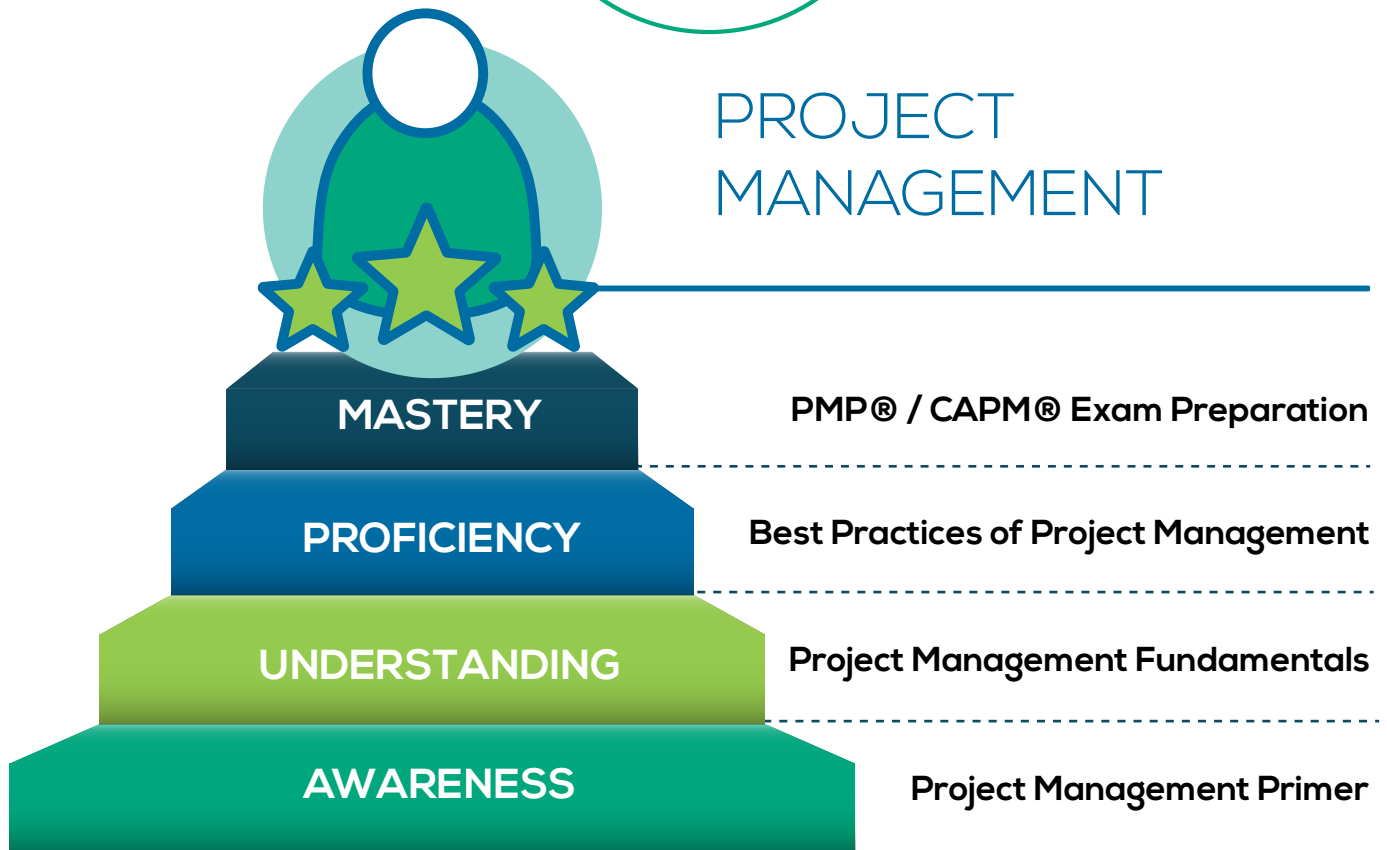 PROJECT
MANAGEMENT
MASTERY
PMP® / CAPM® Exam Preparation
PROFICIENCY
Best Practices of Project Management
UNDERSTANDING
Project Management Fundamentals
AWARENESS
Project Management Primer